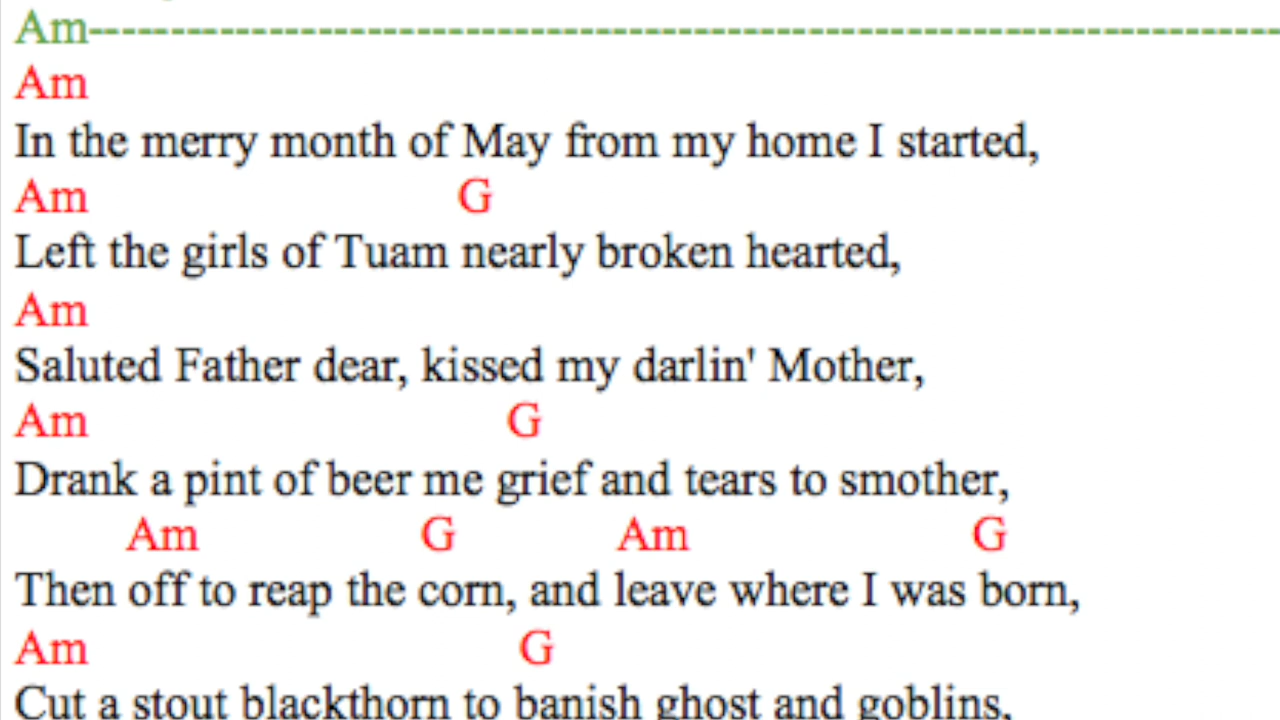 Am-----------------------------------------------------------------------
Am
In the merry month of May from my home I started,
Am G
Left the girls of Tuam nearly broken hearted,
Am
Saluted Father dear, kissed my darlin' Mother,
Am G
Drank a pint of beer me grief and tears to smother,
Am G Am G
Then off to reap the corn, and leave where I was born,
Am G
Cut a stout blackthorn to banish ghost and goblins,